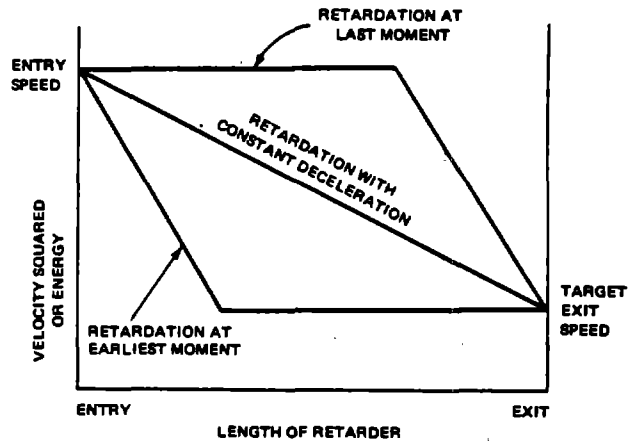 RETARDATION AT
LAST MOMENT
ENTRY
SPEED
RETARDATION WITH
CONSTANT DECELERATION
VELOCITY SQUARED
OR ENERGY
RETARDATION AT
EARLIEST MOMENT
TARGET
EXIT
SPEED
ENTRY
EXIT
LENGTH OF RETARDER